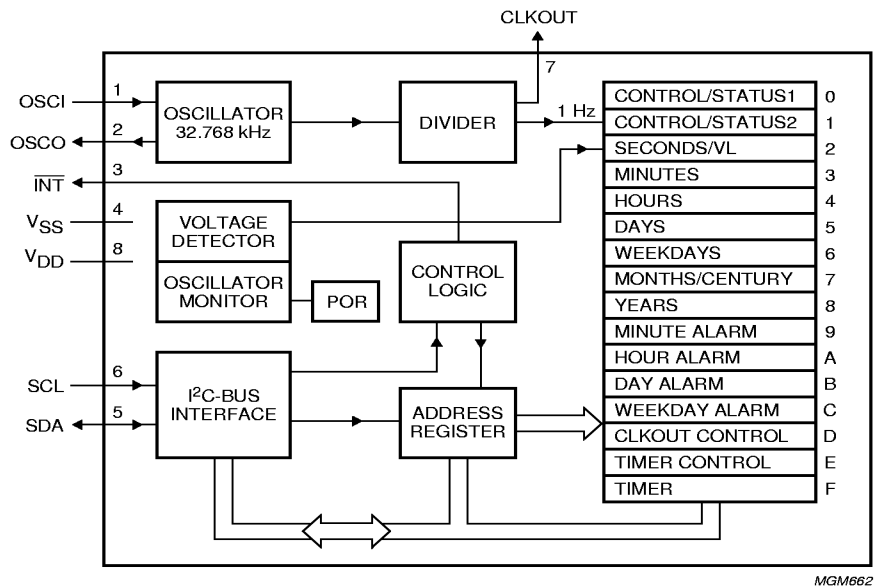 CLKOUT
7
OSCI
1
OSCILLATOR
32.768 kHz
DIVIDER
1 Hz
OSCO
2
INT
3
VSS
4
VDD
8
VOLTAGE
DETECTOR
OSCILLATOR
MONITOR
POR
CONTROL
LOGIC
SCL
6
SDA
5
I2C-BUS
INTERFACE
ADDRESS
REGISTER
CONTROL/STATUS1 0
CONTROL/STATUS2 1
SECONDS/VL 2
MINUTES 3
HOURS 4
DAYS 5
WEEKDAYS 6
MONTHS/CENTURY 7
YEARS 8
MINUTE ALARM 9
HOUR ALARM A
DAY ALARM B
WEEKDAY ALARM C
CLKOUT CONTROL D
TIMER CONTROL E
TIMER F
MGM662